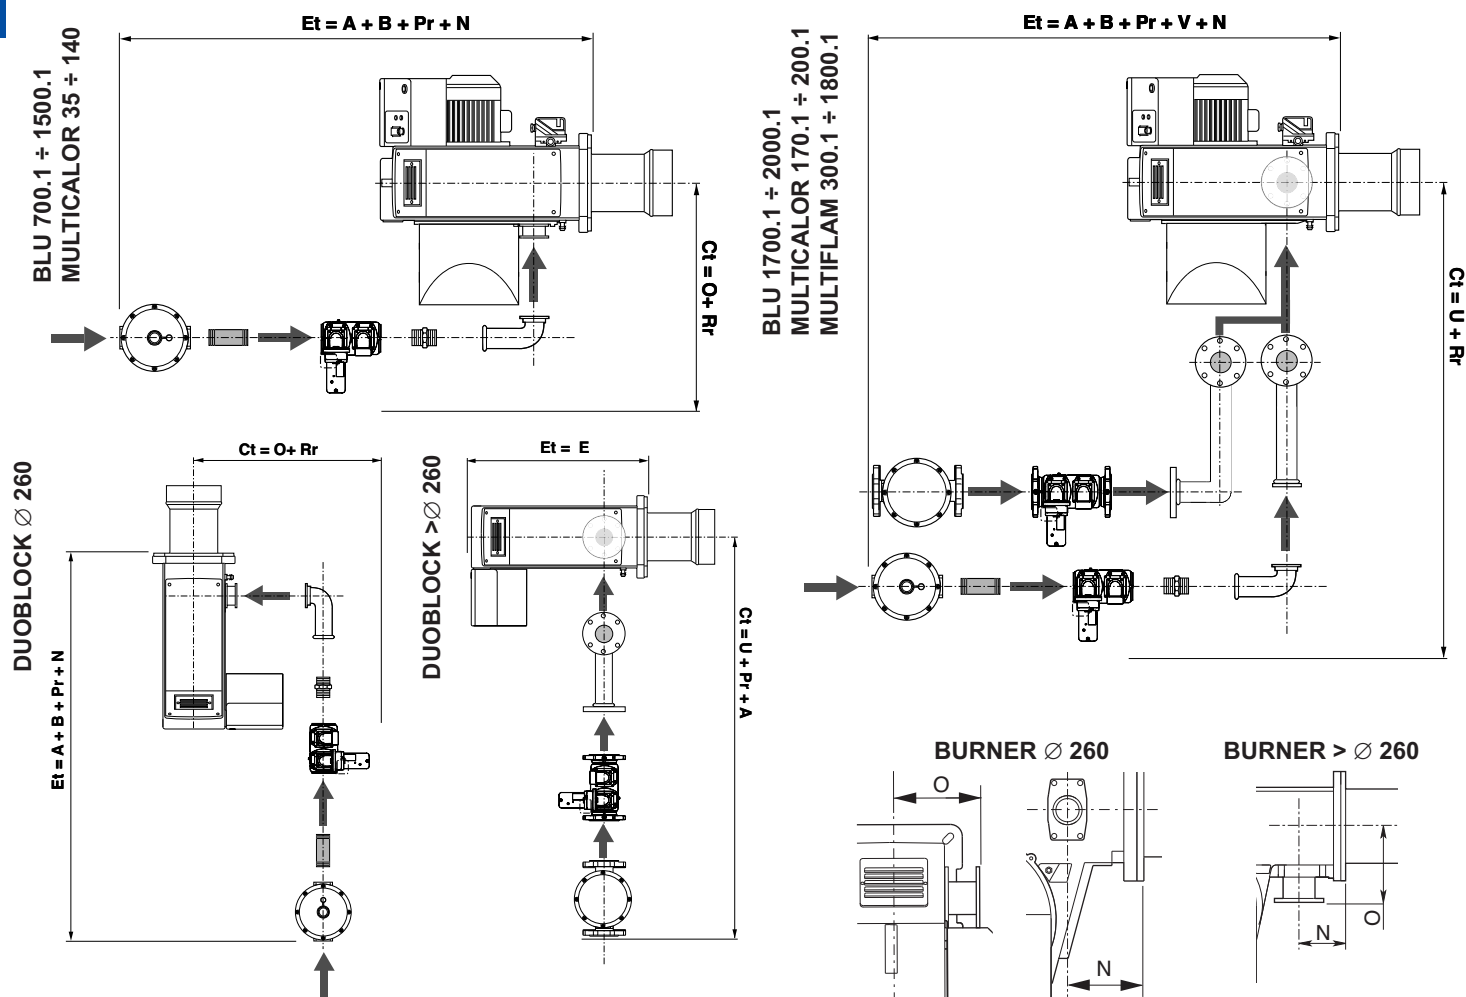 Et = A + B + Pr + N
BLU 700.1 ÷ 1500.1
MULTICALOR 35 ÷ 140
Ct = O+ Rr
Et = A + B + Pr + V + N
BLU 1700.1 ÷ 2000.1
MULTICALOR 170.1 ÷ 200.1
MULTIFLAM 300.1 ÷ 1800.1
Ct = U + Rr
DUOBLOCK ∅ 260
Ct = O+ Rr
Et = A + B + Pr + N
DUOBLOCK >∅ 260
Et = E
Ct = U + Pr + A
BURNER ∅ 260
O
N
BURNER > ∅ 260
O
N